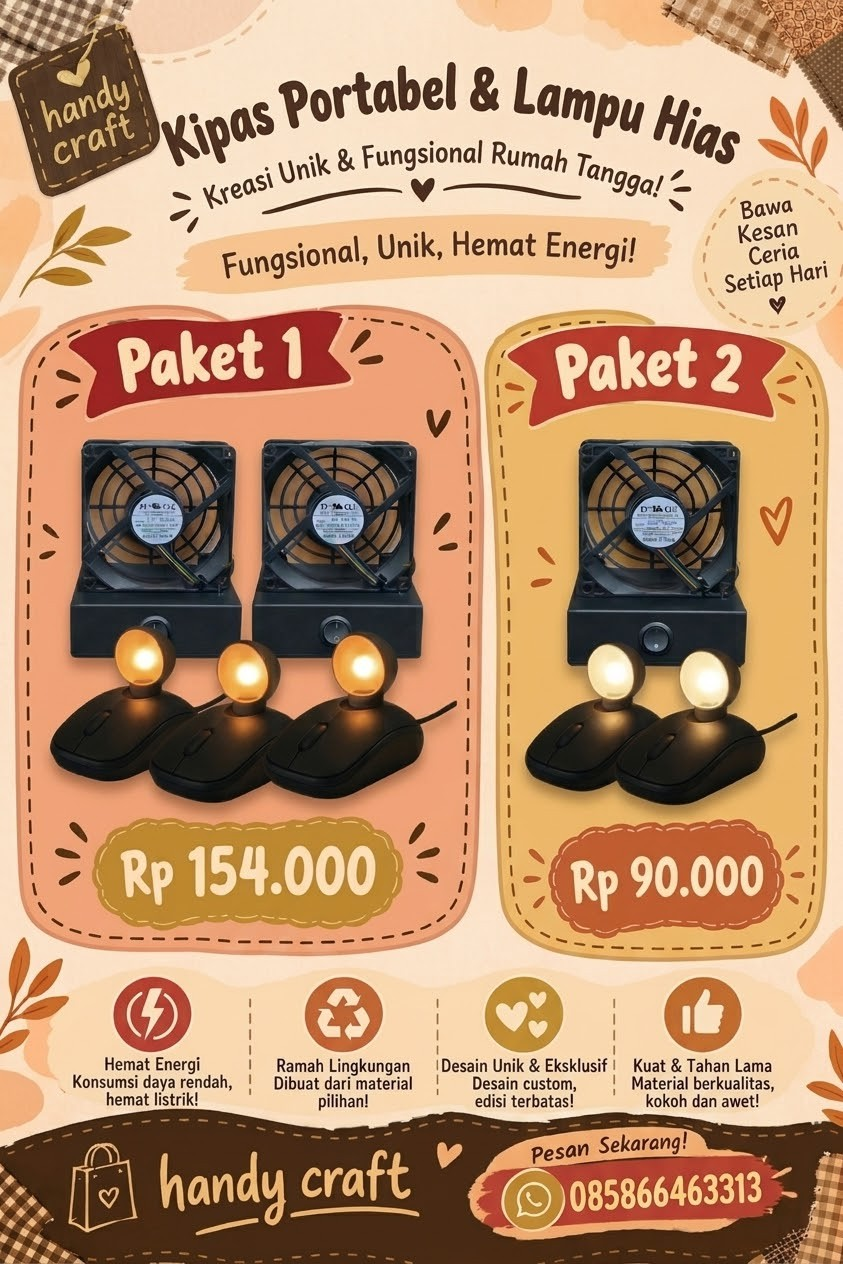 handy
craft
Kipas Portabel & Lampu Hias
Kreasi Unik & Fungsional Rumah Tangga!
Fungsional, Unik, Hemat Energi!
Bawa
Kesan
Ceria
Setiap Hari
Paket 1
Paket 2
Rp 154.000
Rp 90.000
Hemat Energi
Konsumsi daya rendah,
hemat listrik!
Ramah Lingkungan
Dibuat dari material
pilihan!
Desain Unik & Eksklusif
Desain custom,
edisi terbatas!
Kuat & Tahan Lama
Material berkualitas,
kokoh dan awet!
handy craft
Pesan Sekarang!
085866463313